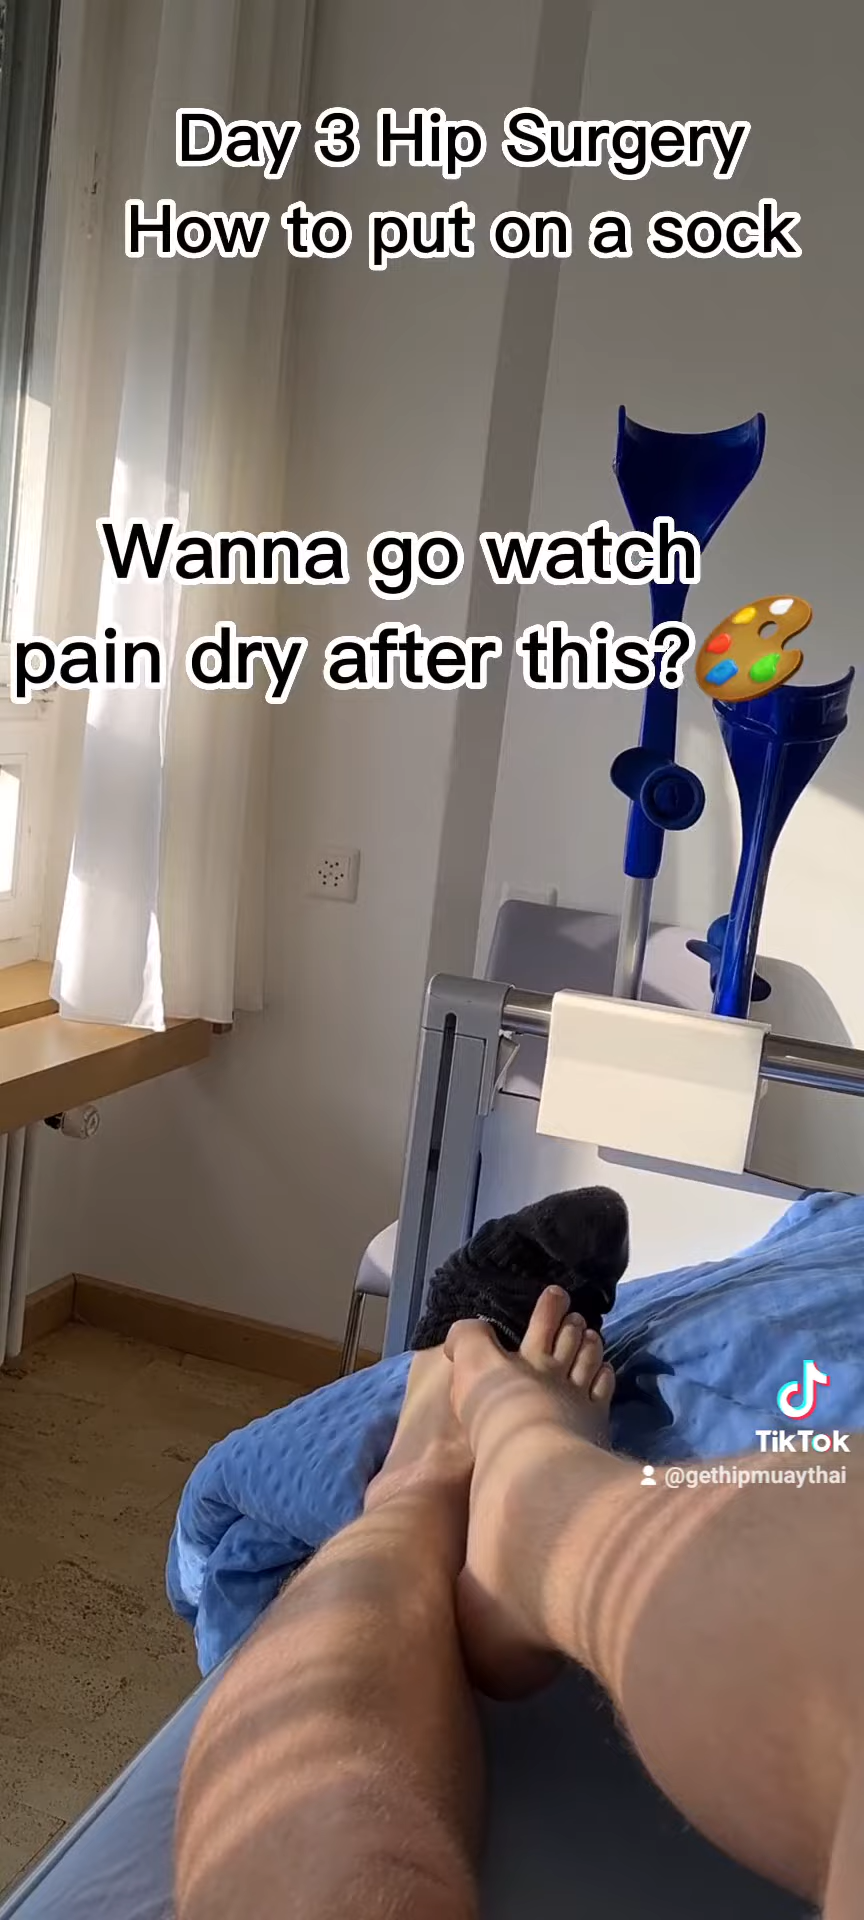 Day 3 Hip Surgery
How to put on a sock
Wanna go watch
pain dry after this?
TikTok
@gethipmuaythai